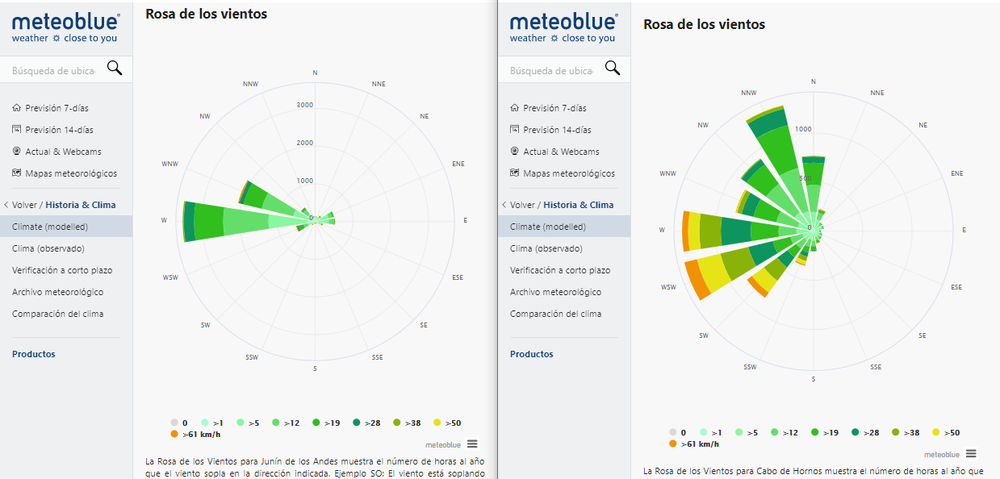 meteoblue®
weather close to you
Búsqueda de ubica
Previsión 7-días
Previsión 14-días
Actual & Webcams
Mapas meteorológicos
Volver / Historia & Clima
Climate (modelled)
Clima (observado)
Verificación a corto plazo
Archivo meteorológico
Comparación del clima
Productos
Rosa de los vientos
N
NNW
NNE
NW
NE
WNW
ENE
W
E
WSW
ESE
SW
SE
SSW
SSE
S
3000
2000
1000
0
0 >1 >5 >12 >19 >28 >38 >50
>61 km/h
meteoblue
La Rosa de los Vientos para Junín de los Andes muestra el número de horas al año
que el viento sopla en la dirección indicada. Ejemplo SO: El viento está soplando
meteoblue®
weather close to you
Búsqueda de ubica
Previsión 7-días
Previsión 14-días
Actual & Webcams
Mapas meteorológicos
Volver / Historia & Clima
Climate (modelled)
Clima (observado)
Verificación a corto plazo
Archivo meteorológico
Comparación del clima
Productos
Rosa de los vientos
N
NNW
NNE
NW
NE
WNW
ENE
W
E
WSW
ESE
SW
SE
SSW
SSE
S
1000
500
0
0 >1 >5 >12 >19 >28 >38 >50
>61 km/h
meteoblue
La Rosa de los Vientos para Cabo de Hornos muestra el número de horas al año que